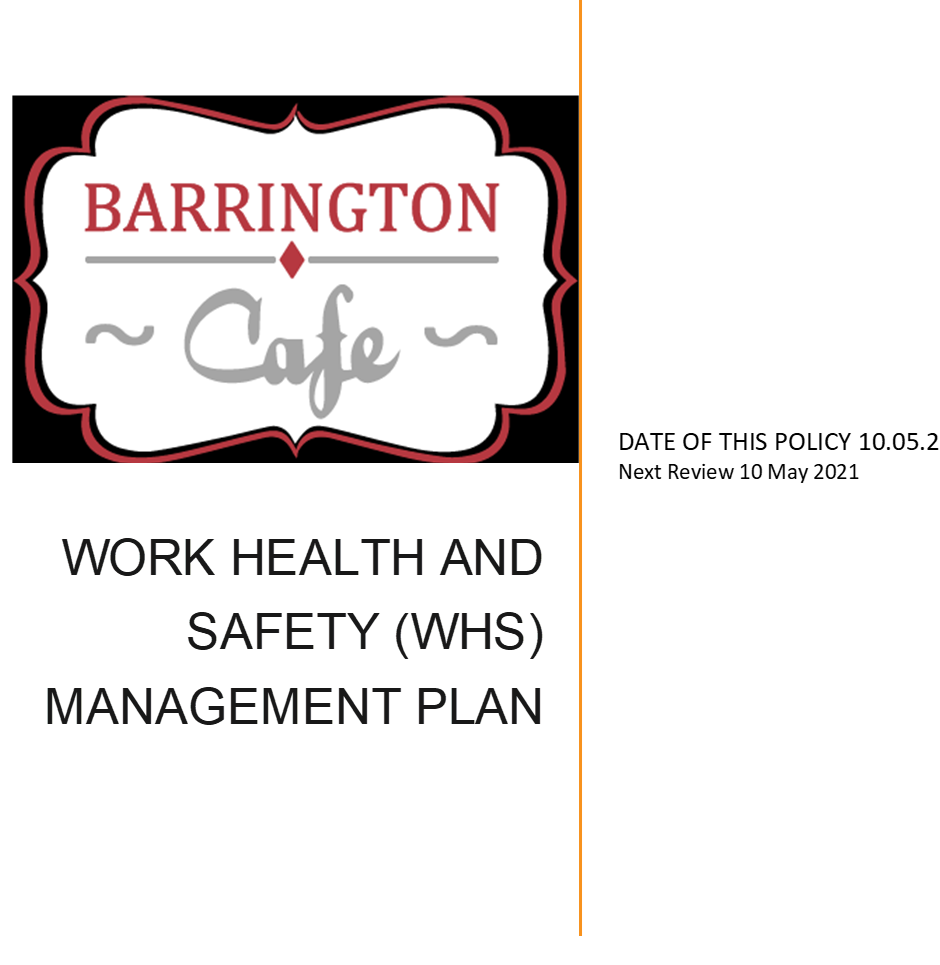 BARRINGTON
~ Cafe ~
DATE OF THIS POLICY 10.05.2
Next Review 10 May 2021
WORK HEALTH AND
SAFETY (WHS)
MANAGEMENT PLAN